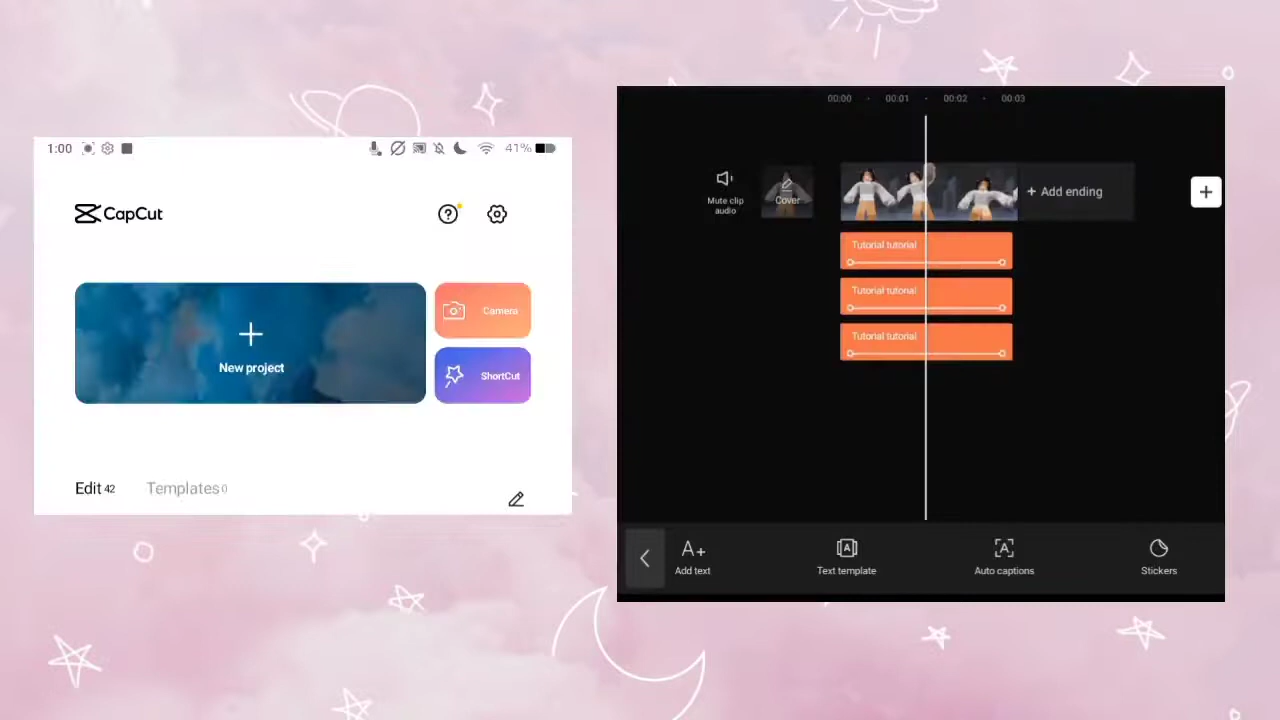 1:00
41%
CapCut
Camera
New project
ShortCut
Edit 42
Templates 0
00:00 · 00:01 · 00:02 · 00:03
Mute clip
audio
Cover
+ Add ending
Tutorial tutorial
Tutorial tutorial
Tutorial tutorial
Add text
Text template
Auto captions
Stickers